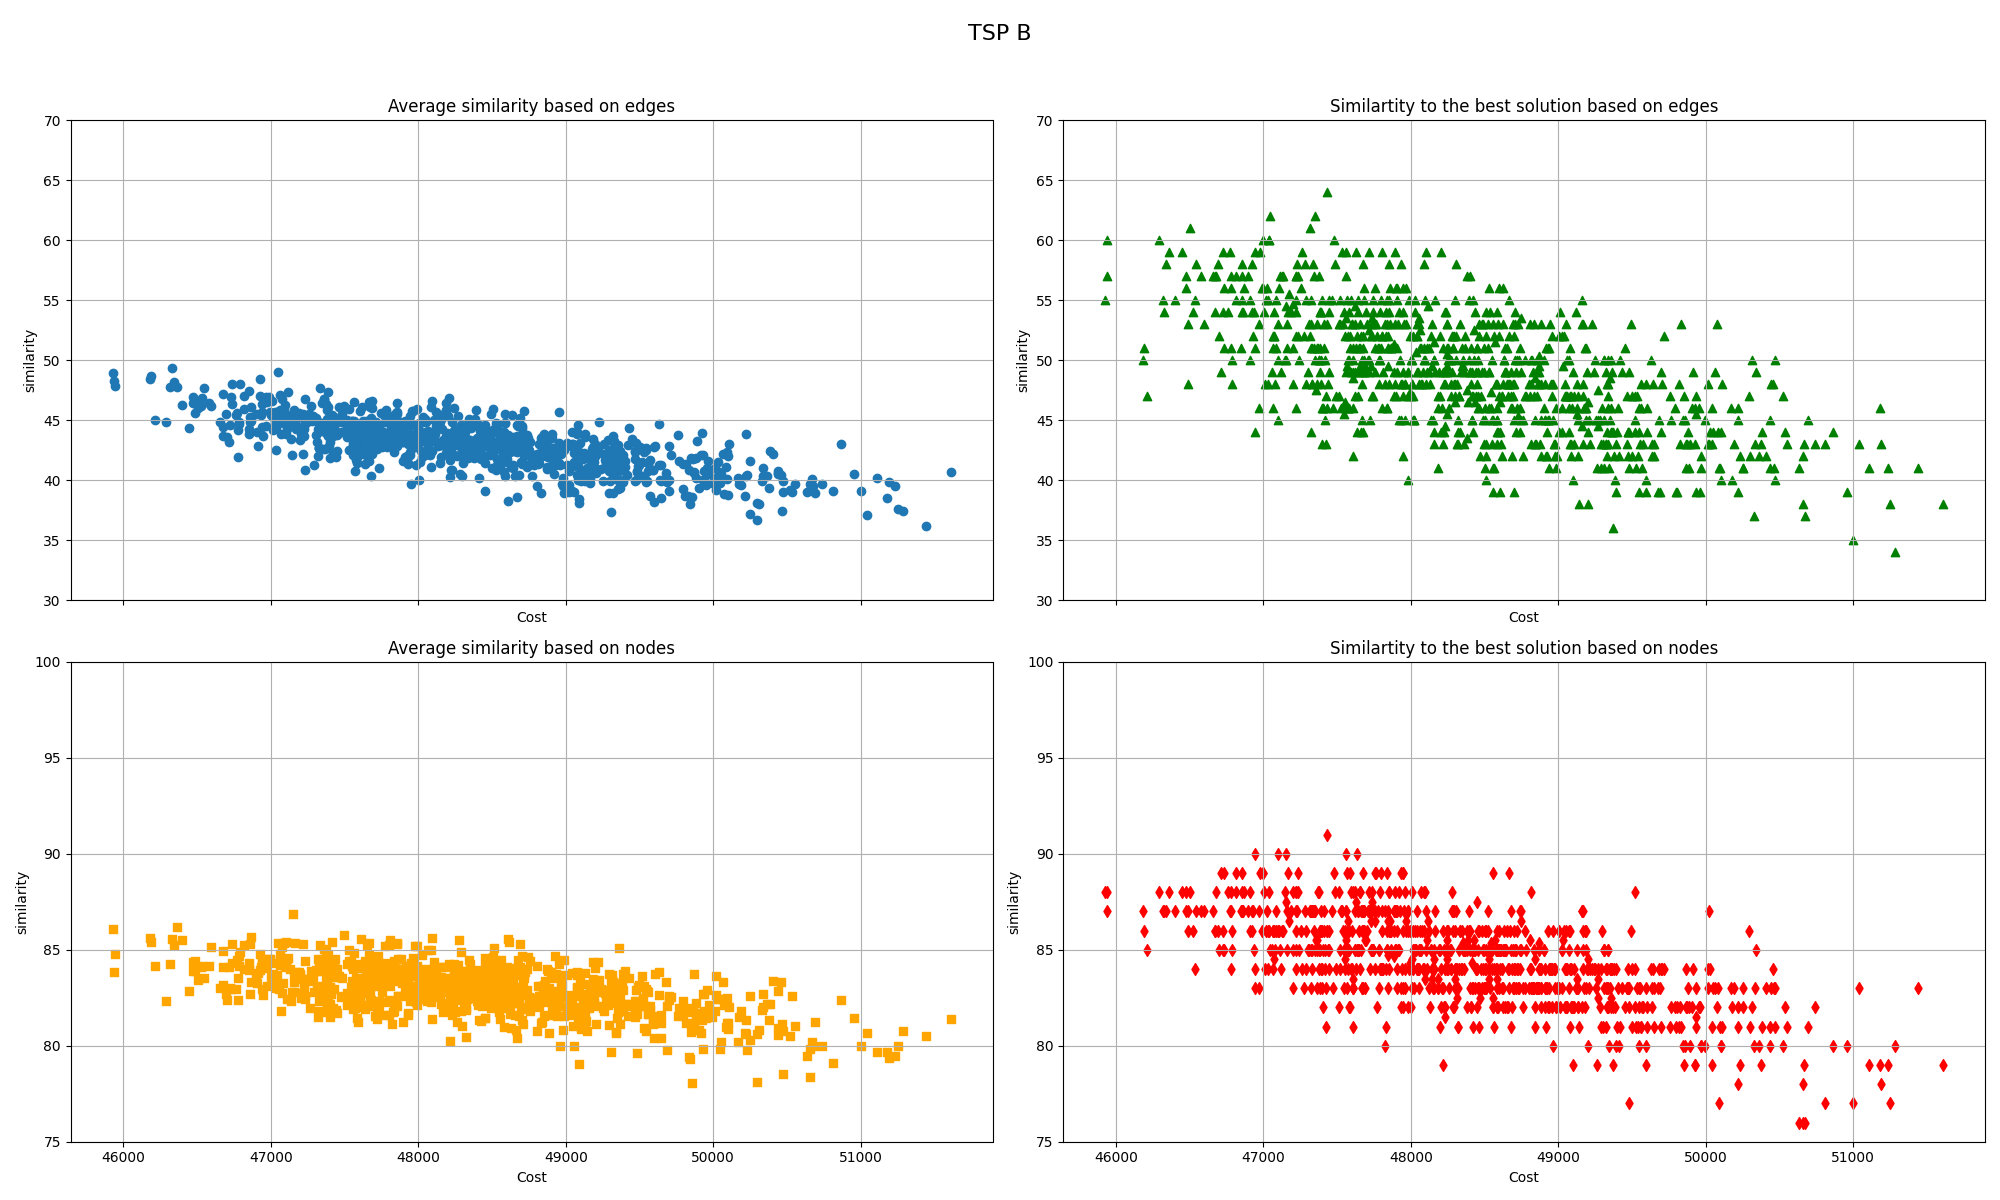 TSP B
Average similarity based on edges
70
65
60
55
50
45
40
35
30
similarity
Cost
Similartity to the best solution based on edges
70
65
60
55
50
45
40
35
30
similarity
Cost
Average similarity based on nodes
100
95
90
85
80
75
similarity
46000 47000 48000 49000 50000 51000
Cost
Similartity to the best solution based on nodes
100
95
90
85
80
75
similarity
46000 47000 48000 49000 50000 51000
Cost